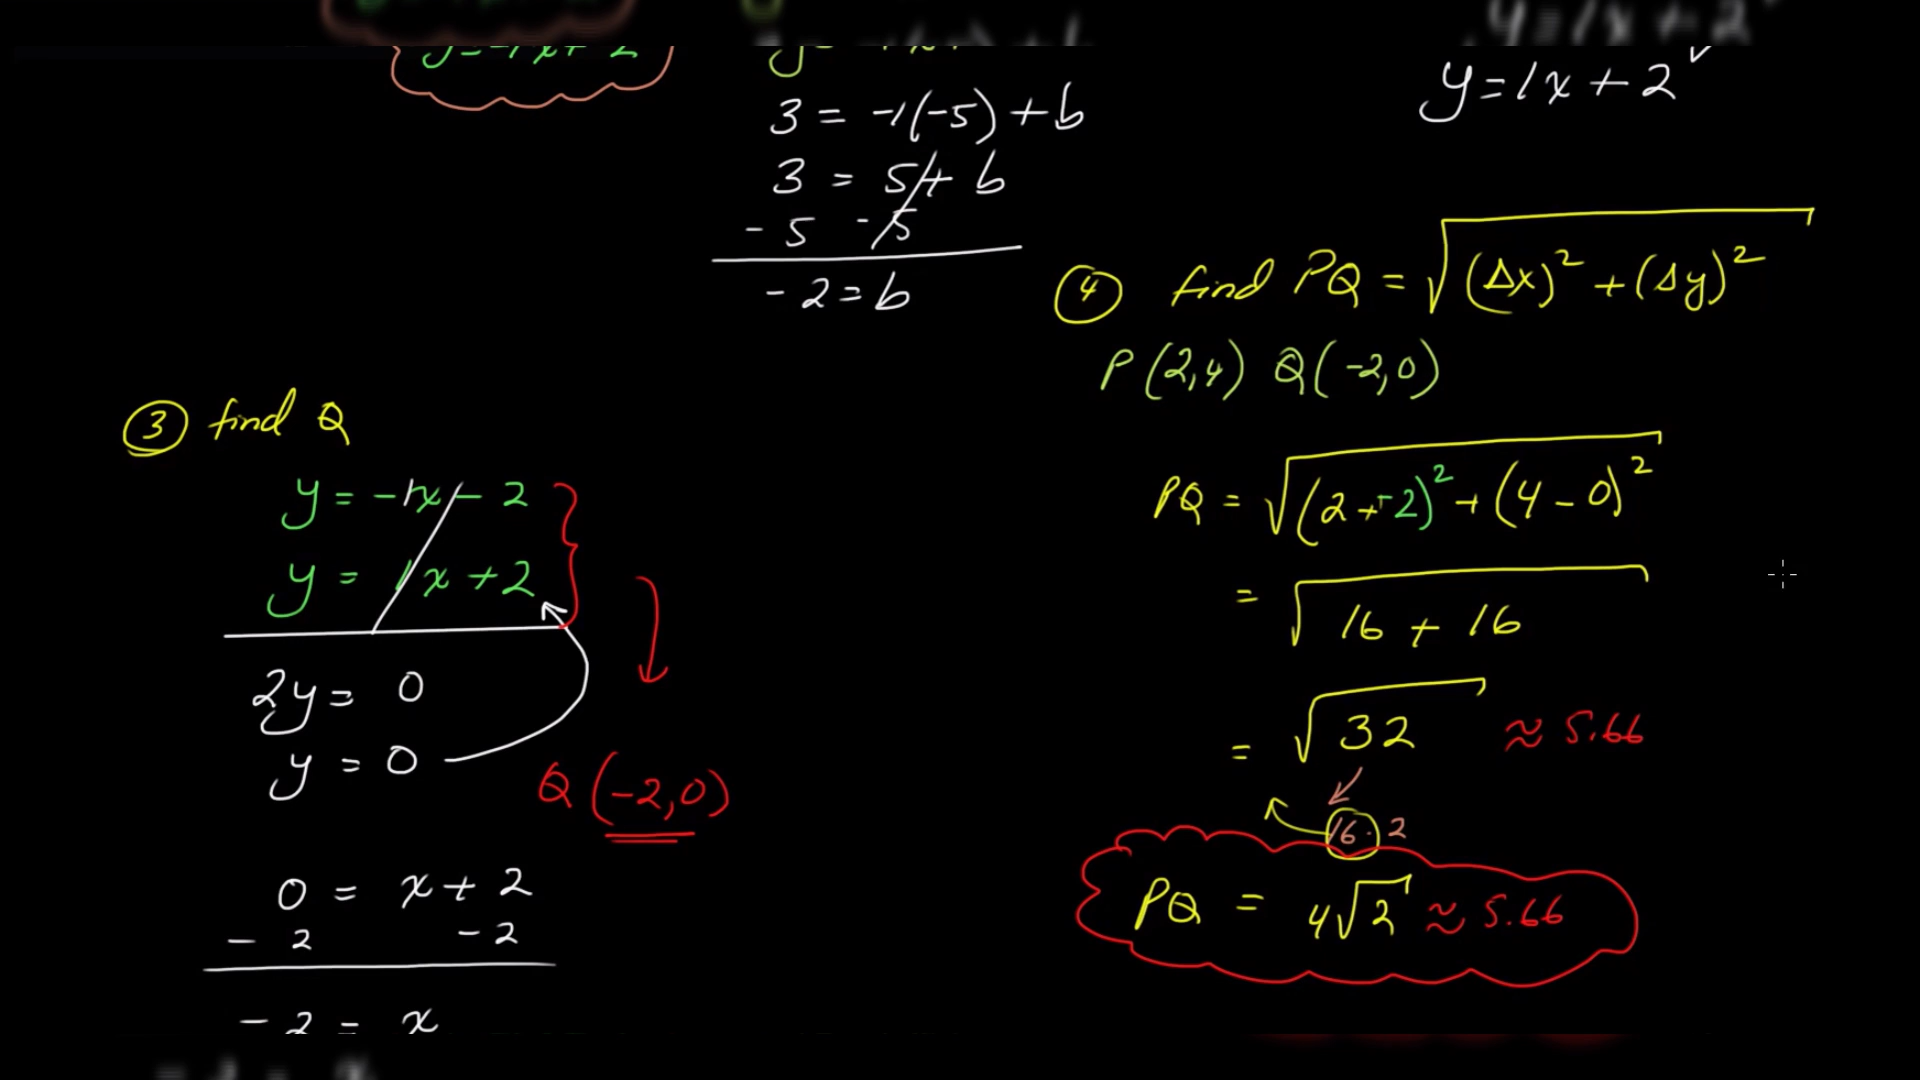 y = -1x + 2
3 = -1(-5) + b
3 = 5 + b
- 5 - 5
-2 = b
③ find Q
y = -1x - 2
y = 1x + 2
2y = 0
y = 0
Q (-2,0)
0 = x + 2
- 2 - 2
-2 = x
y = 1x + 2
④ find PQ = √(Δx)² + (Δy)²
P (2,4) Q (-2,0)
PQ = √(2 + -2)² + (4 - 0)²
= √16 + 16
= √32 ≈ 5.66
16 · 2
PQ = 4√2 ≈ 5.66